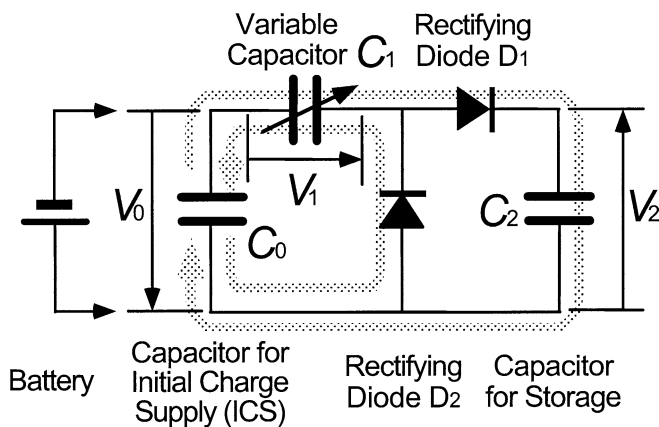 Variable
Capacitor
C1
Rectifying
Diode D1
V0
V1
C0
C2
V2
Battery
Capacitor for
Initial Charge
Supply (ICS)
Rectifying
Diode D2
Capacitor
for Storage